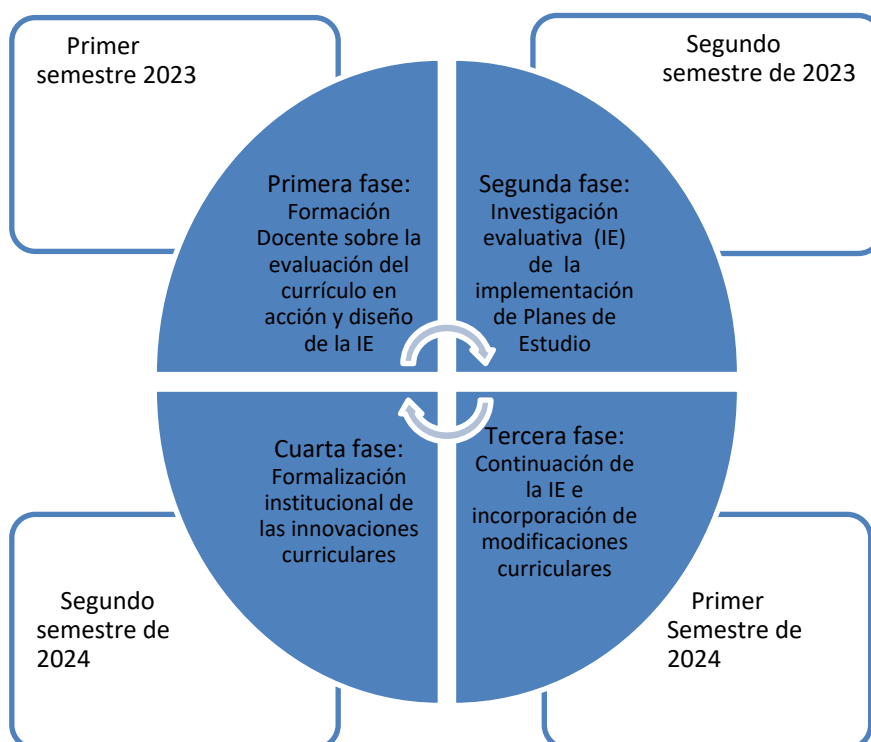 Primer
semestre 2023
Segundo
semestre de 2023
Primera fase:
Formación
Docente sobre la
evaluación del
currículo en
acción y diseño
de la IE
Segunda fase:
Investigación
evaluativa (IE)
de la
implementación
de Planes de
Estudio
Cuarta fase:
Formalización
institucional de
las innovaciones
curriculares
Tercera fase:
Continuación de
la IE e
incorporación de
modificaciones
curriculares
Segundo
semestre de
2024
Primer
Semestre de
2024